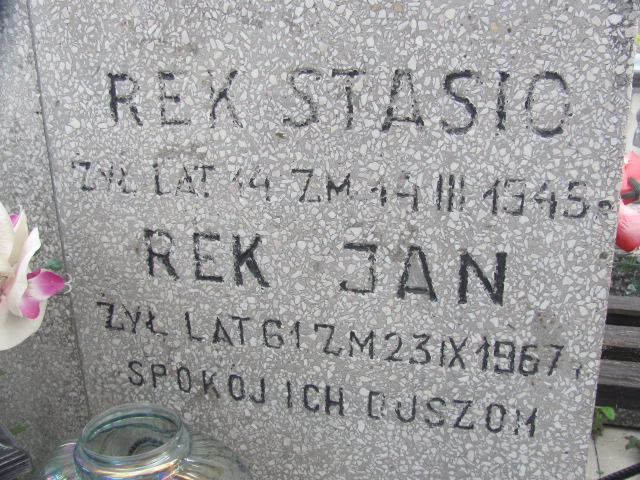 REK STASIO
ŻYŁ LAT 14 ZM 14 III 1945.
REK JAN
ŻYŁ LAT 61 ZM 23 IX 1967.
SPOKOJ ICH DUSZOM